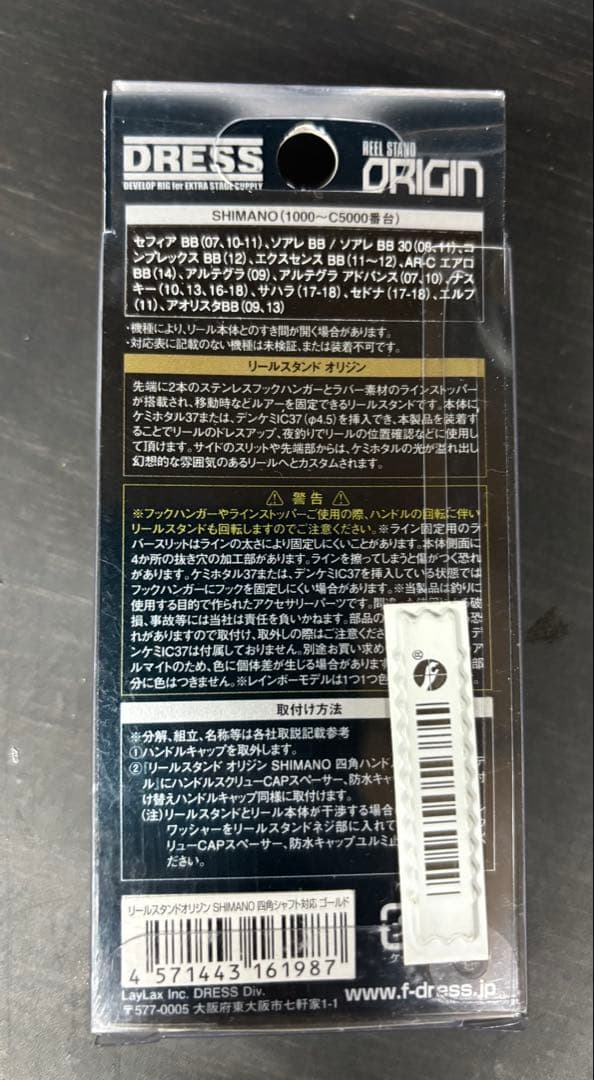 DRESS
DEVELOP RIG for EXTRA STAGE SUPPLY
REEL STAND
ORIGIN
SHIMANO(1000〜C5000番台)
セフィア BB(07、10-11)、ソアレ BB / ソアレ BB 30(08、11)、コ
ンプレックス BB(12)、エクスセンス BB(11〜12)、AR-C エアロ
BB(14)、アルテグラ(09)、アルテグラ アドバンス(07、10)、ナス
キー(10、13、16-18)、サハラ(17-18)、セドナ(17-18)、エルフ
(11)、アオリスタBB(09、13)
・機種により、リール本体とのすき間が開く場合があります。
・対応表に記載のない機種は未検証、または装着不可です。
リールスタンド オリジン
先端に2本のステンレスフックハンガーとラバー素材のラインストッパー
が搭載され、移動時などルアーを固定できるリールスタンドです。本体に
ケミホタル37または、デンケミIC37(φ4.5)を挿入でき、本製品を装着す
ることでリールのドレスアップ、夜釣りでリールの位置確認などに使用し
て頂けます。サイドのスリットや先端部からは、ケミホタルの光が溢れ出し
幻想的な雰囲気のあるリールへとカスタムされます。
⚠ 警告 ⚠
※フックハンガーやラインストッパーご使用の際、ハンドルの回転に伴い
リールスタンドも回転しますのでご注意ください。※ライン固定用のラ
バースリットはラインの太さにより固定しにくいことがあります。本体側面に
4か所の抜き穴の加工部があります。ラインを擦ってしまうと傷がつく恐れ
があります。ケミホタル37または、デンケミIC37を挿入している状態では
フックハンガーにフックを固定しにくい場合があります。※当製品は釣りに
使用する目的で作られたアクセサリーパーツです。間違 破
損、事故等には当社は責任を負いかねます。部品の 恐
れがありますので取付け、取外しの際はご注意くださ デ
ンケミIC37は付属しておりません。別途お買い求め ア
ルマイトのため、色に個体差が生じる場合があります 部
分に色はつきません。※レインボーモデルは1つ1つ色
取付け方法
※分解、組立、名称等は各社取説記載参考
①ハンドルキャップを取外します。
②「リールスタンド オリジン SHIMANO 四角ハンド デ
ル」にハンドルスクリューCAPスペーサー、防水キャ 付
け替えハンドルキャップ同様に取付けます。
(注)リールスタンドとリール本体が干渉する場合
ワッシャーをリールスタンドネジ部に入れて
リューCAPスペーサー、防水キャップユルミ止
ださい。
リールスタンドオリジン SHIMANO 四角シャフト対応 ゴールド
4 571443 161987
LayLax Inc. DRESS Div.
www.f-dress.jp
〒577-0005 大阪府東大阪市七軒家1-1